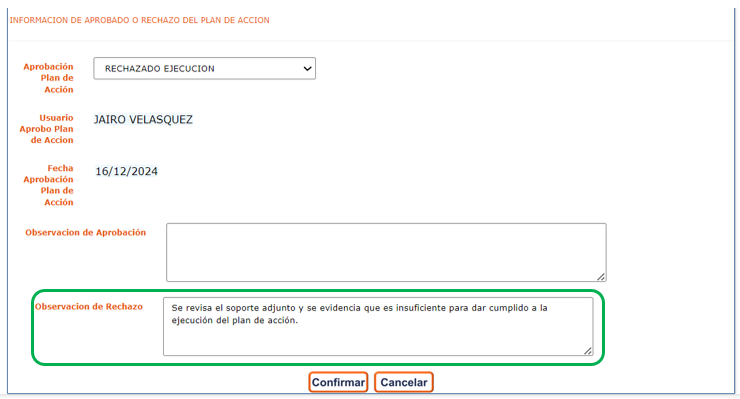 INFORMACION DE APROBADO O RECHAZO DEL PLAN DE ACCION
Aprobación
Plan de
Acción
RECHAZADO EJECUCION
Usuario
Aprobo Plan
de Accion
JAIRO VELASQUEZ
Fecha
Aprobación
Plan de
Acción
16/12/2024
Observacion de Aprobación
Observacion de Rechazo
Se revisa el soporte adjunto y se evidencia que es insuficiente para dar cumplido a la
ejecución del plan de acción.
Confirmar Cancelar